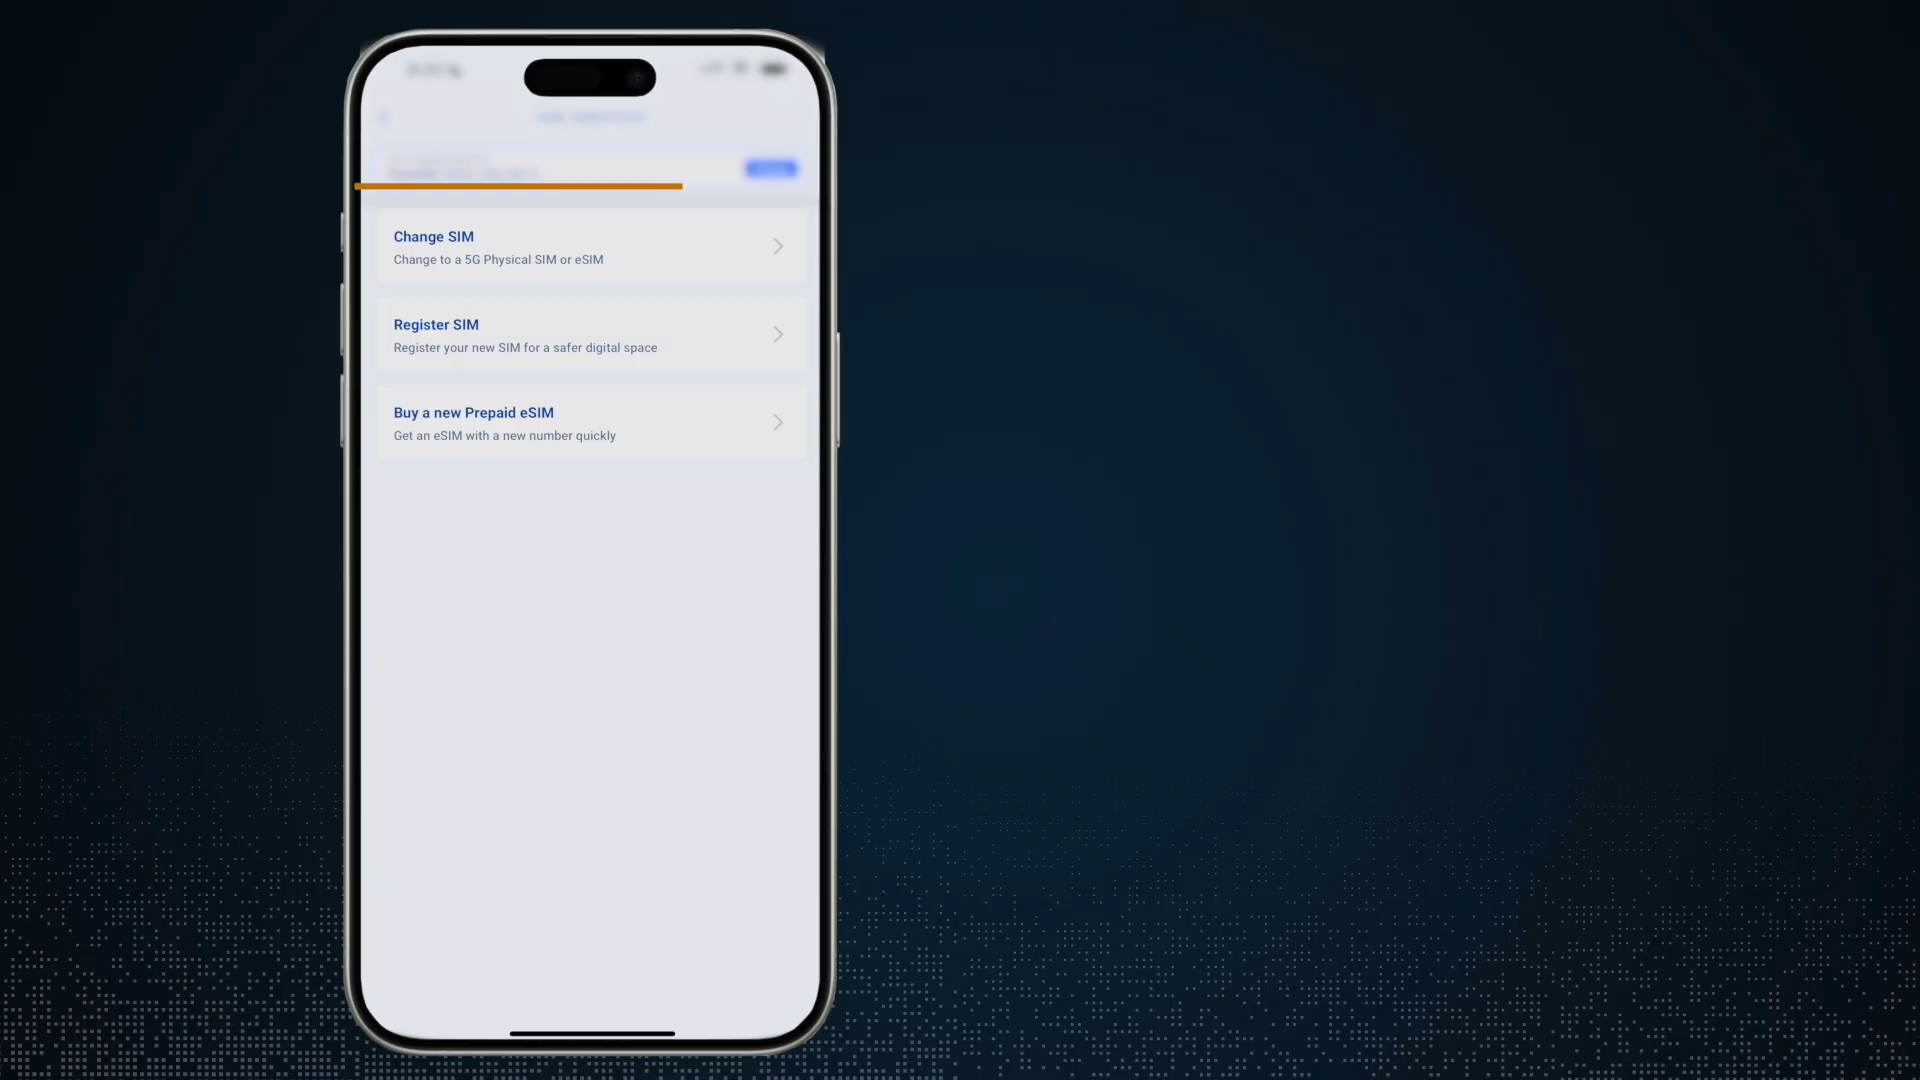 Change SIM
Change to a 5G Physical SIM or eSIM
Register SIM
Register your new SIM for a safer digital space
Buy a new Prepaid eSIM
Get an eSIM with a new number quickly